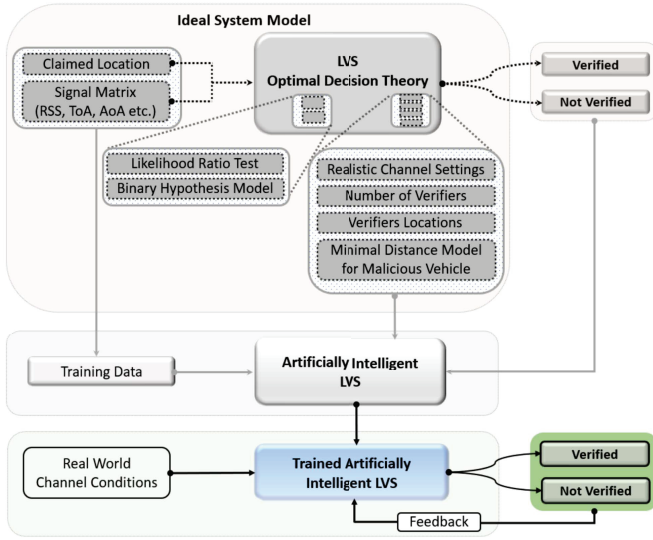 Ideal System Model
Claimed Location
Signal Matrix
(RSS, ToA, AoA etc.)
LVS
Optimal Decision Theory
Verified
Not Verified
Likelihood Ratio Test
Binary Hypothesis Model
Realistic Channel Settings
Number of Verifiers
Verifiers Locations
Minimal Distance Model
for Malicious Vehicle
Training Data
Artificially Intelligent
LVS
Real World
Channel Conditions
Trained Artificially
Intelligent LVS
Verified
Not Verified
Feedback